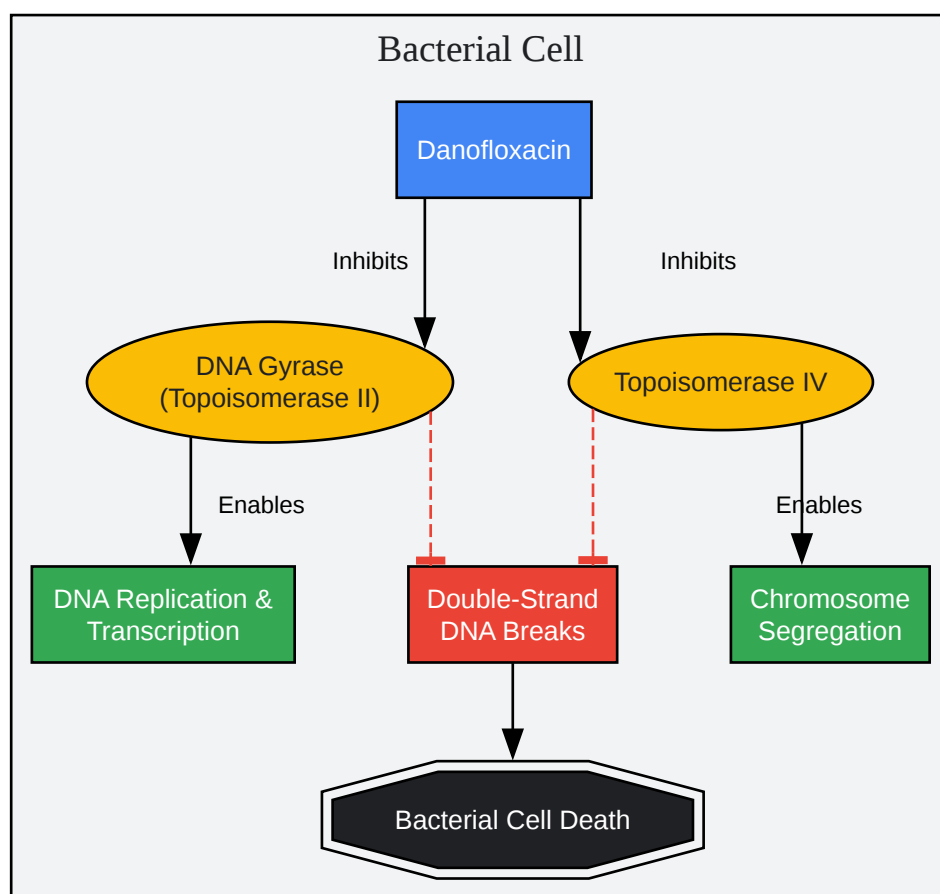 Bacterial Cell
Danofloxacin
Inhibits
Inhibits
DNA Gyrase
(Topoisomerase II)
Topoisomerase IV
Enables
Enables
DNA Replication &
Transcription
Double-Strand
DNA Breaks
Chromosome
Segregation
Bacterial Cell Death